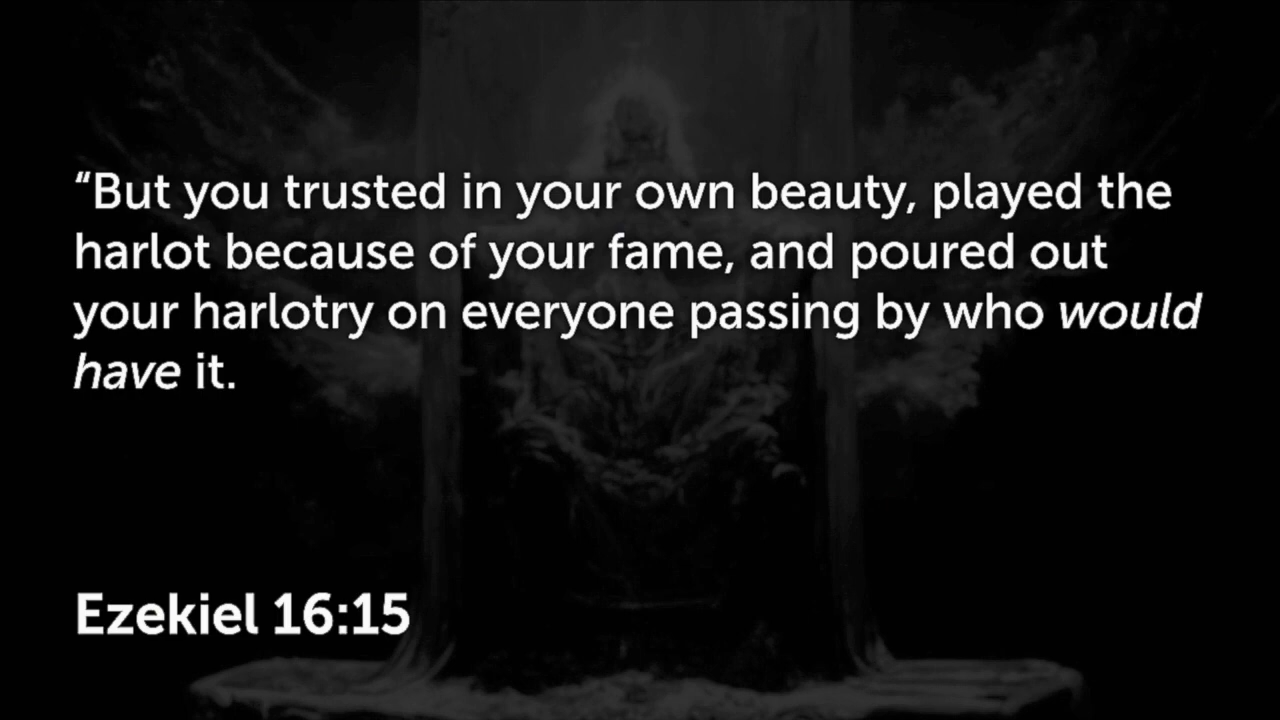 “But you trusted in your own beauty, played the
harlot because of your fame, and poured out
your harlotry on everyone passing by who would
have it.
Ezekiel 16:15